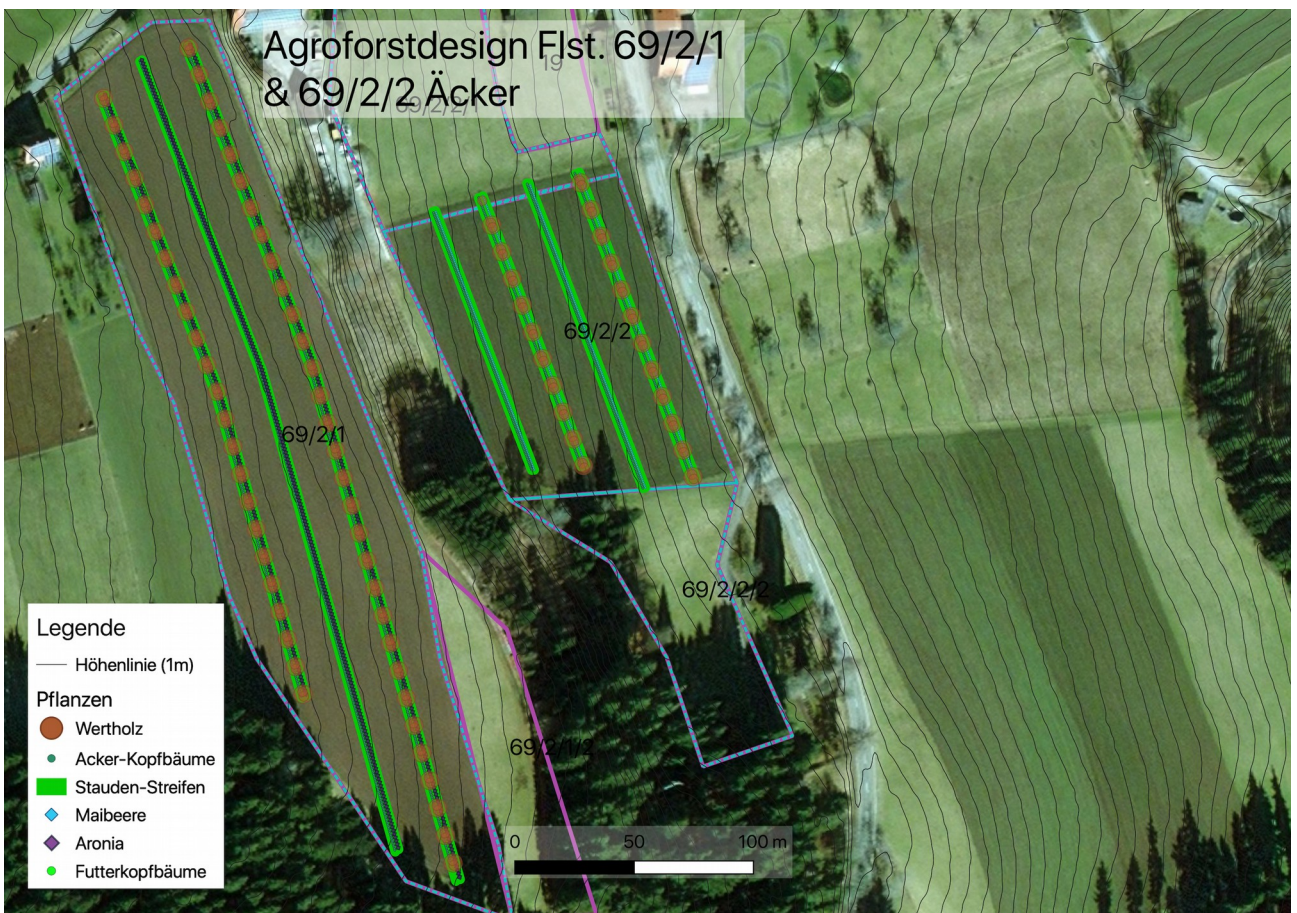 Agroforstdesign Flst. 69/2/1
& 69/2/2 Äcker
69/2/2
69/2/1
69/2/2/2
69/2/1/2
Legende
Höhenlinie (1m)
Pflanzen
Wertholz
Acker-Kopfbäume
Stauden-Streifen
Maibeere
Aronia
Futterkopfbäume
0 50 100 m